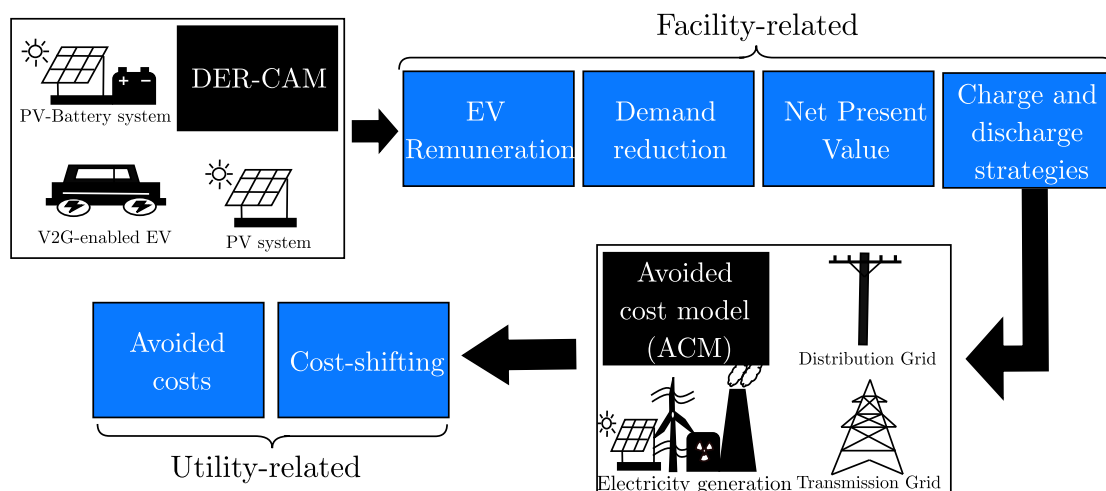 Facility-related
DER-CAM
PV-Battery system
V2G-enabled EV
PV system
EV
Remuneration
Demand
reduction
Net Present
Value
Charge and
discharge
strategies
Avoided
cost model
(ACM)
Distribution Grid
Electricity generation
Transmission Grid
Avoided
costs
Cost-shifting
Utility-related